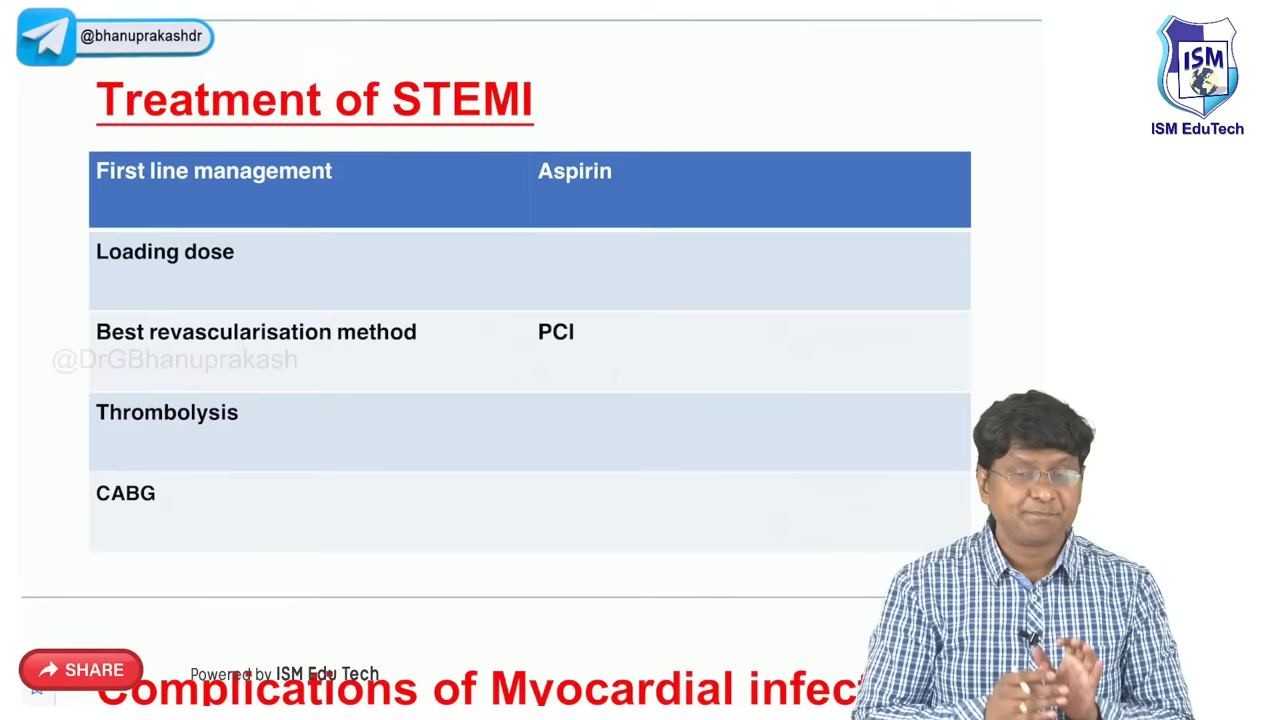 @bhanuprakashdr
ISM
ISM EduTech
Treatment of STEMI
First line management Aspirin
Loading dose
Best revascularisation method PCI
@DrGBhanuprakash
Thrombolysis
CABG
SHARE
Powered by ISM Edu Tech
Complications of Myocardial infect